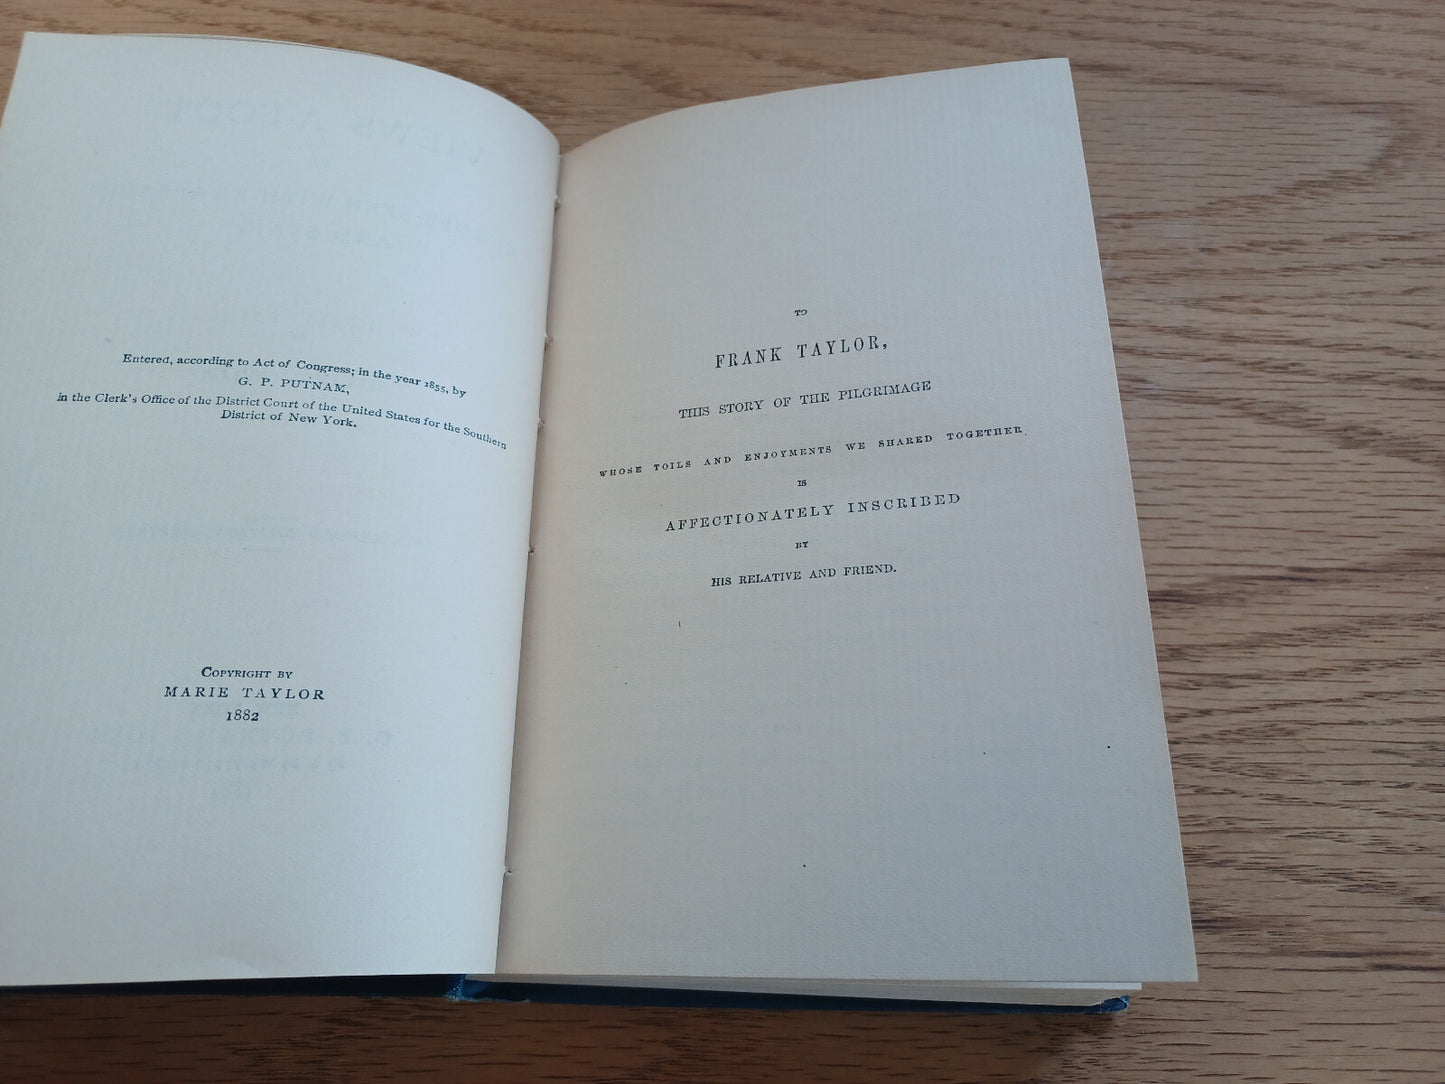 Entered, according to Act of Congress; in the year 1855, by
G. P. PUTNAM,
in the Clerk's Office of the District Court of the United States for the Southern
District of New York.
COPYRIGHT BY
MARIE TAYLOR
1882
TO
FRANK TAYLOR,
THIS STORY OF THE PILGRIMAGE
WHOSE TOILS AND ENJOYMENTS WE SHARED TOGETHER
IS
AFFECTIONATELY INSCRIBED
BY
HIS RELATIVE AND FRIEND.